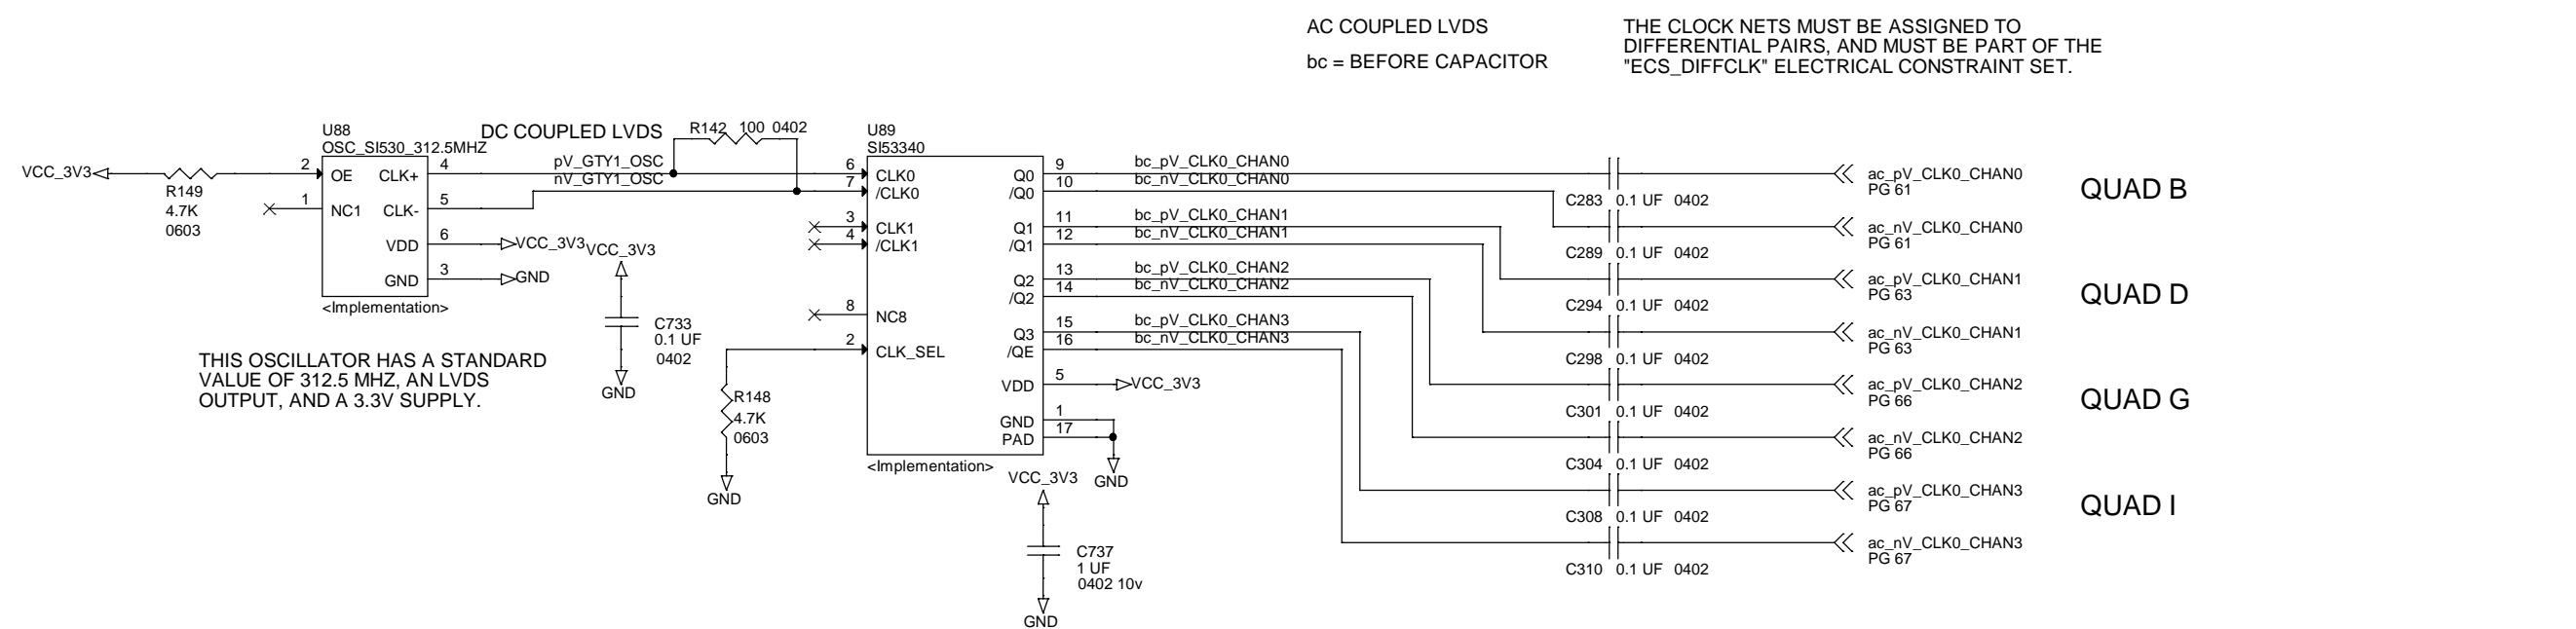 AC COUPLED LVDS
bc = BEFORE CAPACITOR
THE CLOCK NETS MUST BE ASSIGNED TO
DIFFERENTIAL PAIRS, AND MUST BE PART OF THE
"ECS_DIFFCLK" ELECTRICAL CONSTRAINT SET.
VCC_3V3
R149
4.7K
0603
U88
OSC_SI530_312.5MHZ
2
OE
1
NC1
CLK+
4
CLK-
5
VDD
6
VCC_3V3
GND
3
GND
<Implementation>
DC COUPLED LVDS
pV_GTY1_OSC
nV_GTY1_OSC
R142 100 0402
THIS OSCILLATOR HAS A STANDARD
VALUE OF 312.5 MHZ, AN LVDS
OUTPUT, AND A 3.3V SUPPLY.
VCC_3V3
C733
0.1 UF
0402
GND
U89
SI53340
6
CLK0
7
/CLK0
3
CLK1
4
/CLK1
8
NC8
2
CLK_SEL
R148
4.7K
0603
GND
Q0
9
/Q0
10
Q1
11
/Q1
12
Q2
13
/Q2
14
Q3
15
/QE
16
VDD
5
VCC_3V3
GND
1
PAD
17
GND
<Implementation>
VCC_3V3
C737
1 UF
0402 10v
GND
bc_pV_CLK0_CHAN0
bc_nV_CLK0_CHAN0
bc_pV_CLK0_CHAN1
bc_nV_CLK0_CHAN1
bc_pV_CLK0_CHAN2
bc_nV_CLK0_CHAN2
bc_pV_CLK0_CHAN3
bc_nV_CLK0_CHAN3
C283 0.1 UF 0402
C289 0.1 UF 0402
C294 0.1 UF 0402
C298 0.1 UF 0402
C301 0.1 UF 0402
C304 0.1 UF 0402
C308 0.1 UF 0402
C310 0.1 UF 0402
ac_pV_CLK0_CHAN0
PG 61
ac_nV_CLK0_CHAN0
PG 61
QUAD B
ac_pV_CLK0_CHAN1
PG 63
ac_nV_CLK0_CHAN1
PG 63
QUAD D
ac_pV_CLK0_CHAN2
PG 66
ac_nV_CLK0_CHAN2
PG 66
QUAD G
ac_pV_CLK0_CHAN3
PG 67
ac_nV_CLK0_CHAN3
PG 67
QUAD I